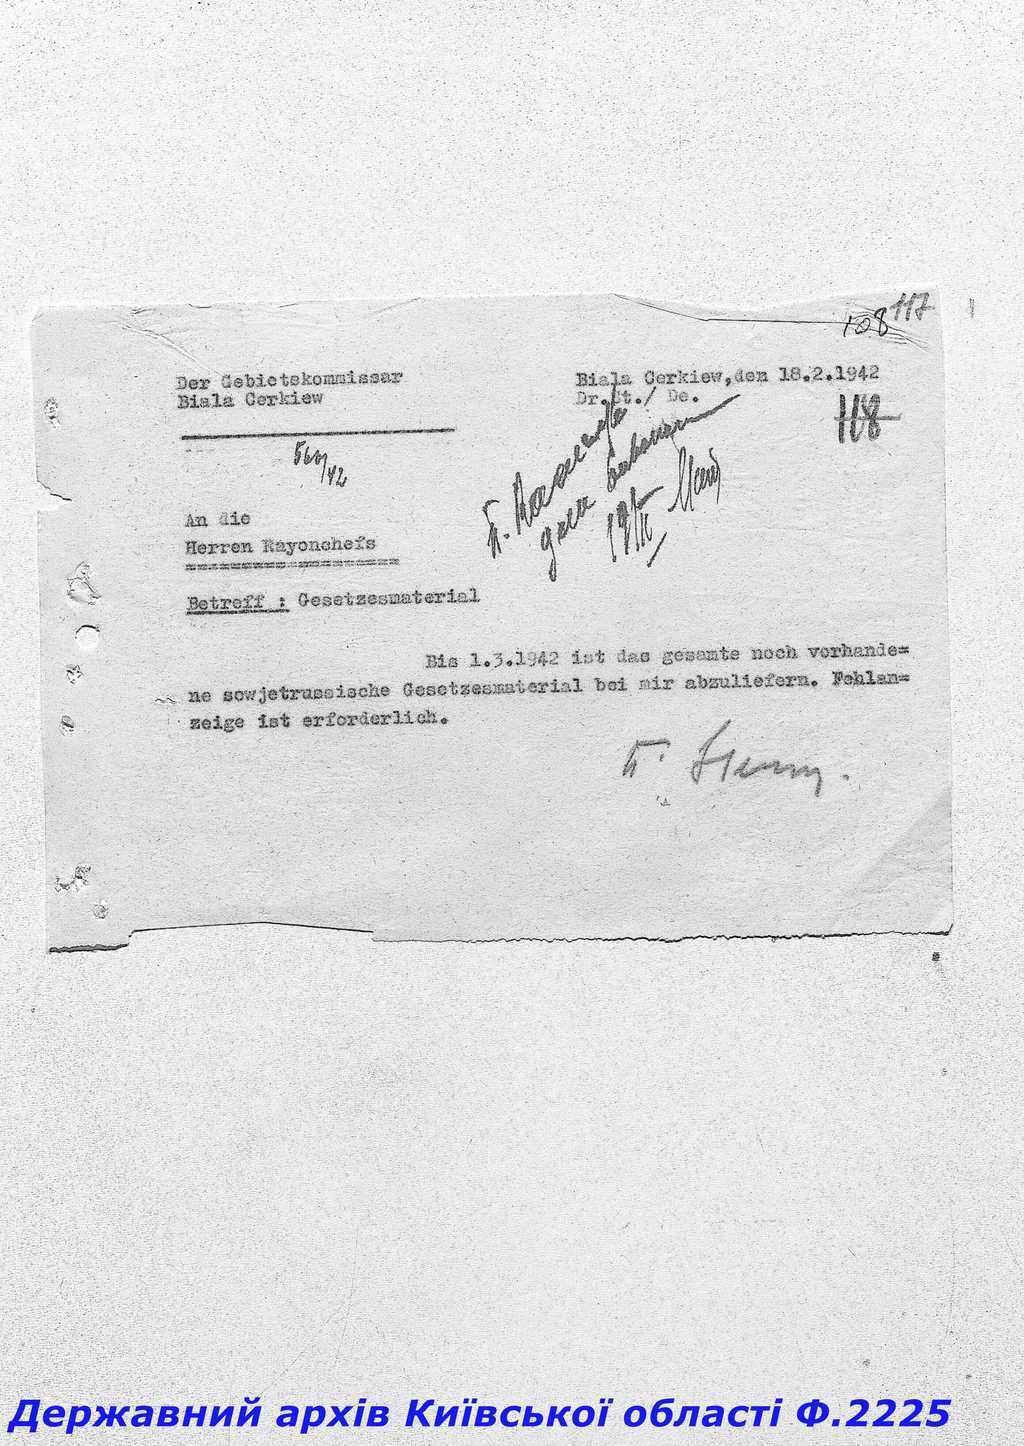 108 117
Der Gebietskommissar
Biala Cerkiew
Biala Cerkiew,den 18.2.1942
Dr.St./ De.
118
An die
Herren Rayonchefs
Betreff : Gesetzesmaterial
Bis 1.3.1942 ist das gesamte noch vorhande=
ne sowjetrussische Gesetzesmaterial bei mir abzuliefern. Fehlan=
zeige ist erforderlich.
Державний архів Київської області Ф.2225